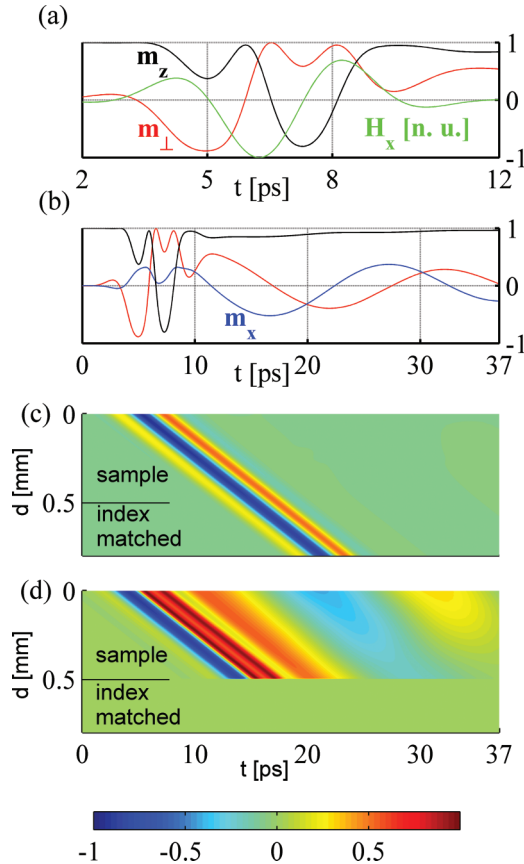 (a)
m_z
m_⊥
H_x [n. u.]
1
0
-1
2 5 8 12
t [ps]
(b)
m_x
1
0
-1
0 10 20 30 37
t [ps]
(c)
0
0.5
d [mm]
sample
index
matched
(d)
0
0.5
d [mm]
sample
index
matched
0 10 20 30 37
t [ps]
-1 -0.5 0 0.5